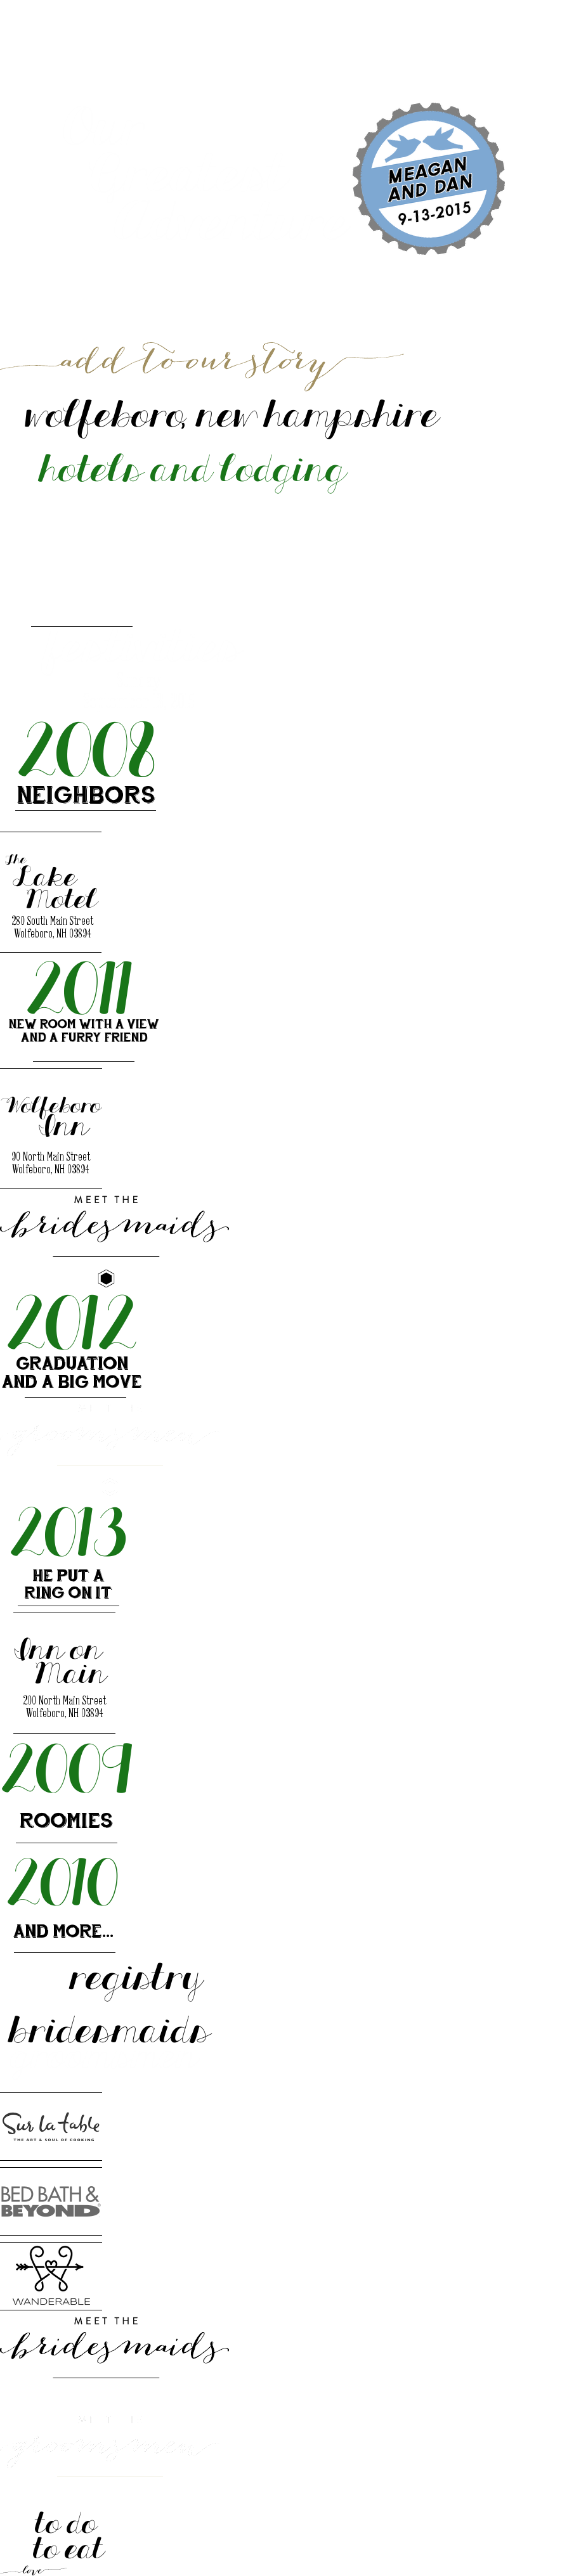 MEAGAN
AND DAN
9-13-2015
add to our story
wolfeboro, new hampshire
hotels and lodging
2008
NEIGHBORS
The
Lake
Motel
280 South Main Street
Wolfeboro, NH 03894
2011
NEW ROOM WITH A VIEW
AND A FURRY FRIEND
Wolfeboro
Inn
90 North Main Street
Wolfeboro, NH 03894
MEET THE
bridesmaids
2012
GRADUATION
AND A BIG MOVE
groomsmen
2013
HE PUT A
RING ON IT
Inn on
Main
200 North Main Street
Wolfeboro, NH 03894
2009
ROOMIES
2010
AND MORE...
registry
bridesmaids
Sur la table
THE ART & SOUL OF COOKING
BED BATH &
BEYOND
WANDERABLE
MEET THE
bridesmaids
groomsmen
to do
to eat
love